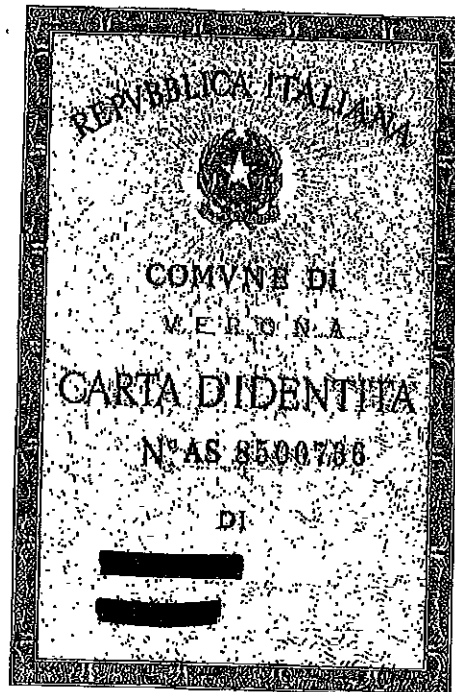 REPVBBLICA ITALIANA
COMVNE DI
VERONA
CARTA D'IDENTITA
N° AS 8500736
DI